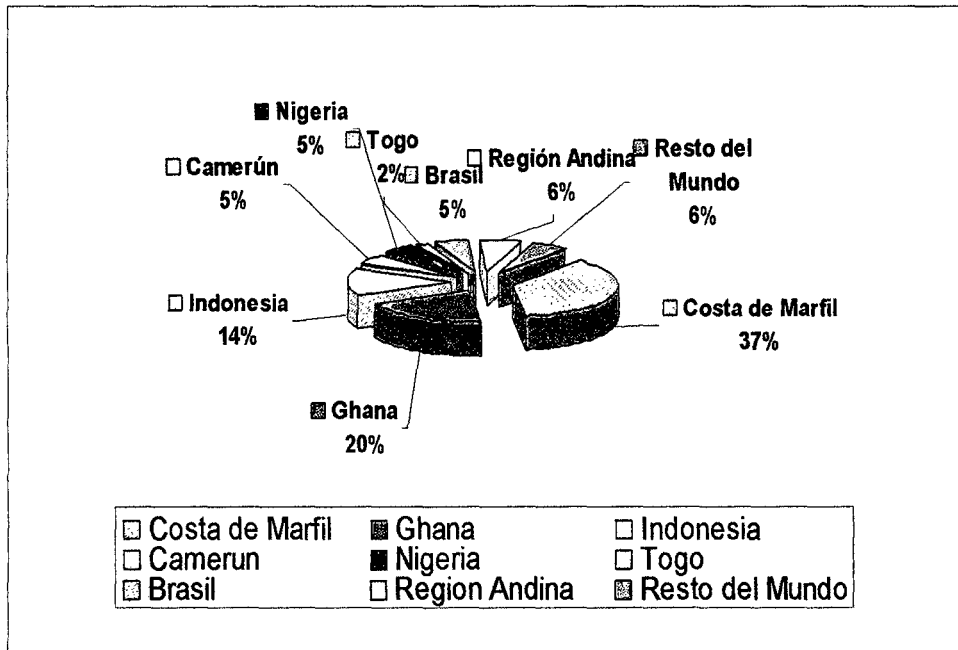 Nigeria
5%
Togo
2%
Brasil
5%
Región Andina
6%
Resto del
Mundo
6%
Camerún
5%
Indonesia
14%
Costa de Marfil
37%
Ghana
20%
Costa de Marfil Ghana Indonesia
Camerun Nigeria Togo
Brasil Region Andina Resto del Mundo